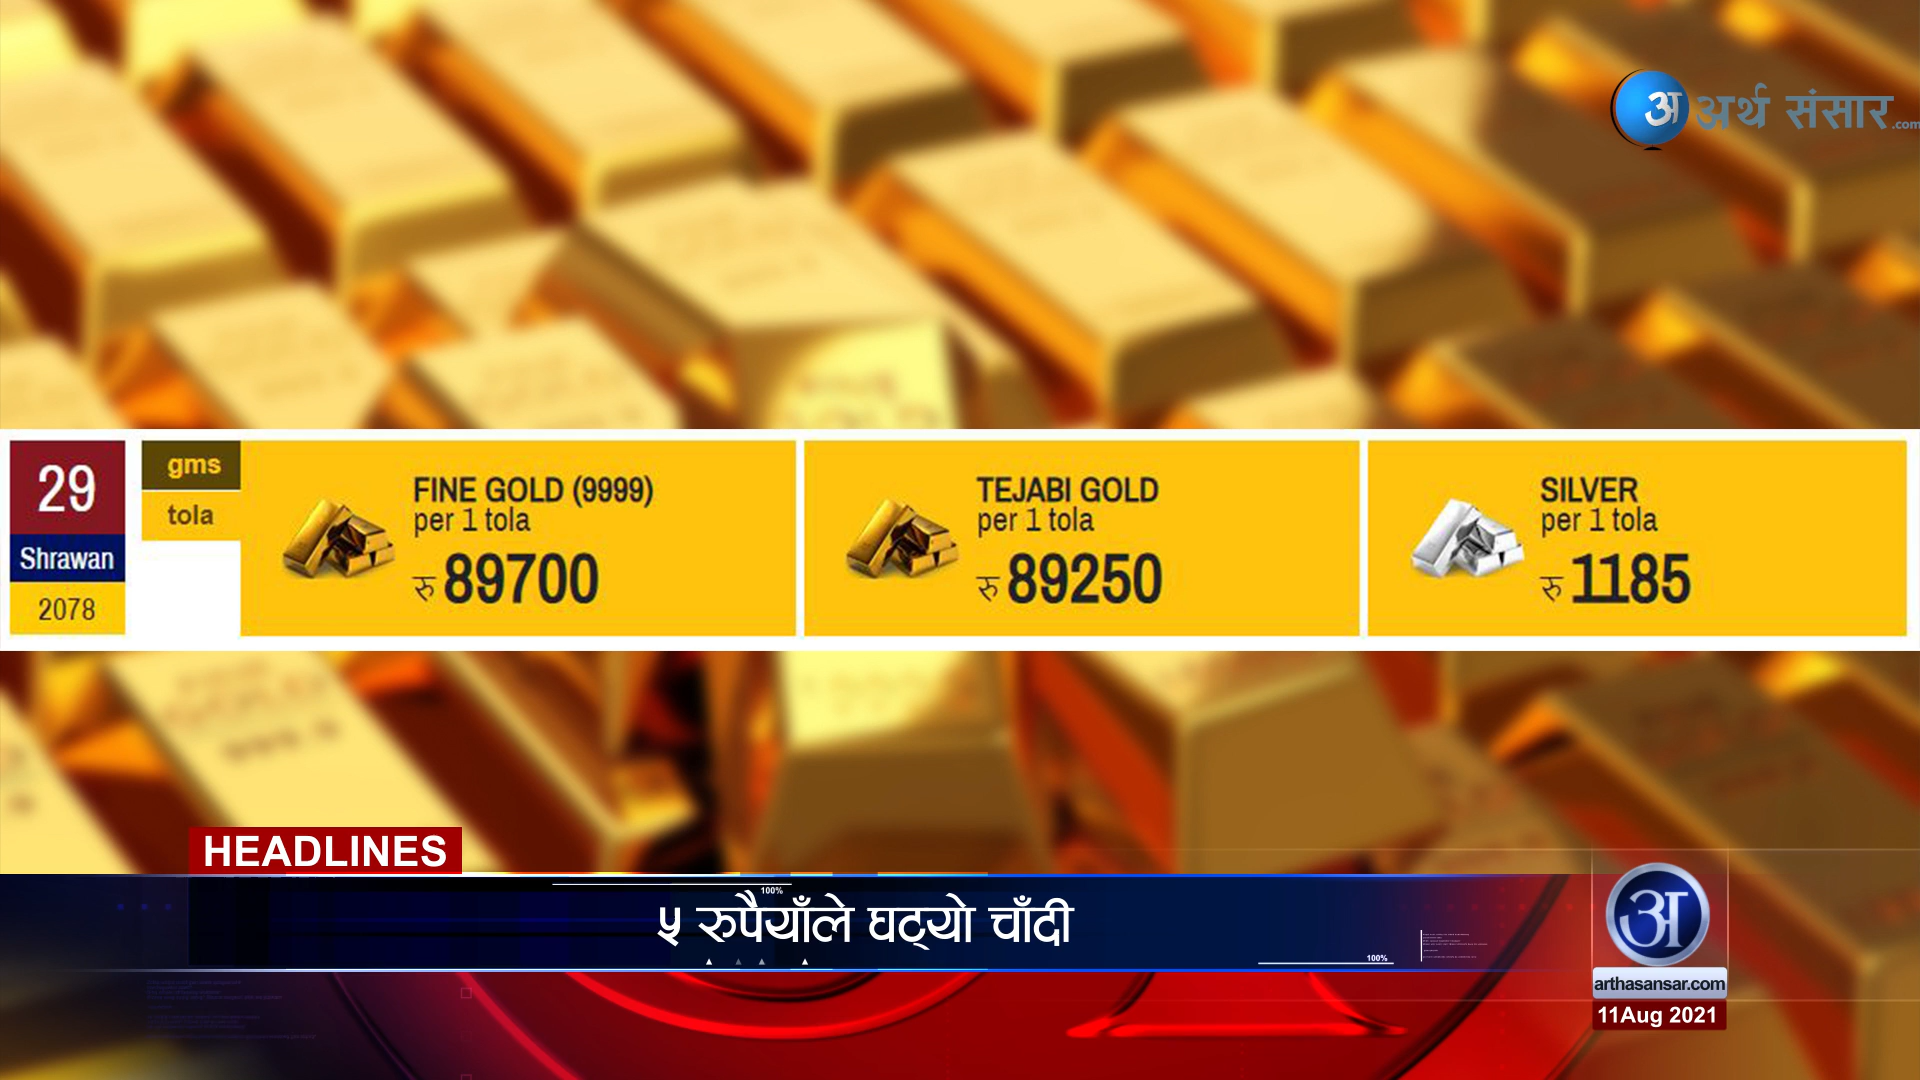 अ अर्थ संसार.com
29
Shrawan
2078
gms
tola
FINE GOLD (9999)
per 1 tola
रु 89700
TEJABI GOLD
per 1 tola
रु 89250
SILVER
per 1 tola
रु 1185
HEADLINES
100%
५ रुपैयाँले घट्यो चाँदी
100%
अ
arthasansar.com
11Aug 2021